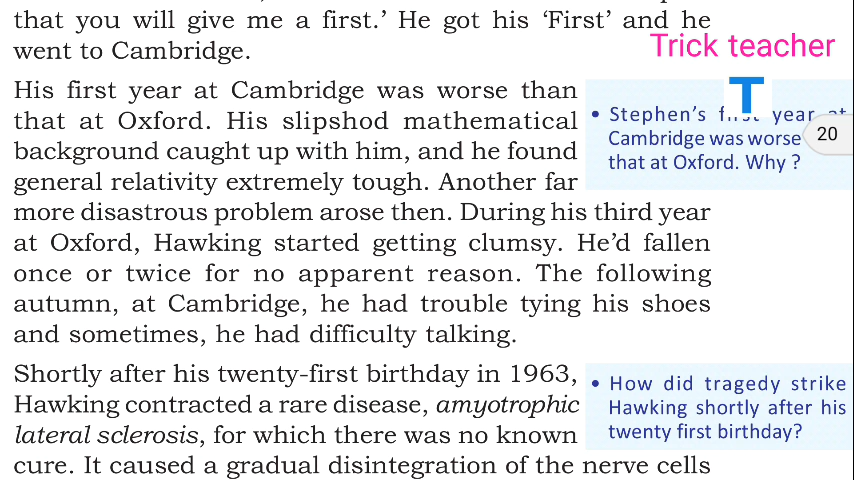 that you will give me a first.’ He got his ‘First’ and he
went to Cambridge.
Trick teacher
T
His first year at Cambridge was worse than
that at Oxford. His slipshod mathematical
background caught up with him, and he found
general relativity extremely tough. Another far
more disastrous problem arose then. During his third year
at Oxford, Hawking started getting clumsy. He’d fallen
once or twice for no apparent reason. The following
autumn, at Cambridge, he had trouble tying his shoes
and sometimes, he had difficulty talking.
• Stephen’s first year at
Cambridge was worse
that at Oxford. Why ?
20
Shortly after his twenty-first birthday in 1963,
Hawking contracted a rare disease, amyotrophic
lateral sclerosis, for which there was no known
cure. It caused a gradual disintegration of the nerve cells
• How did tragedy strike
Hawking shortly after his
twenty first birthday?